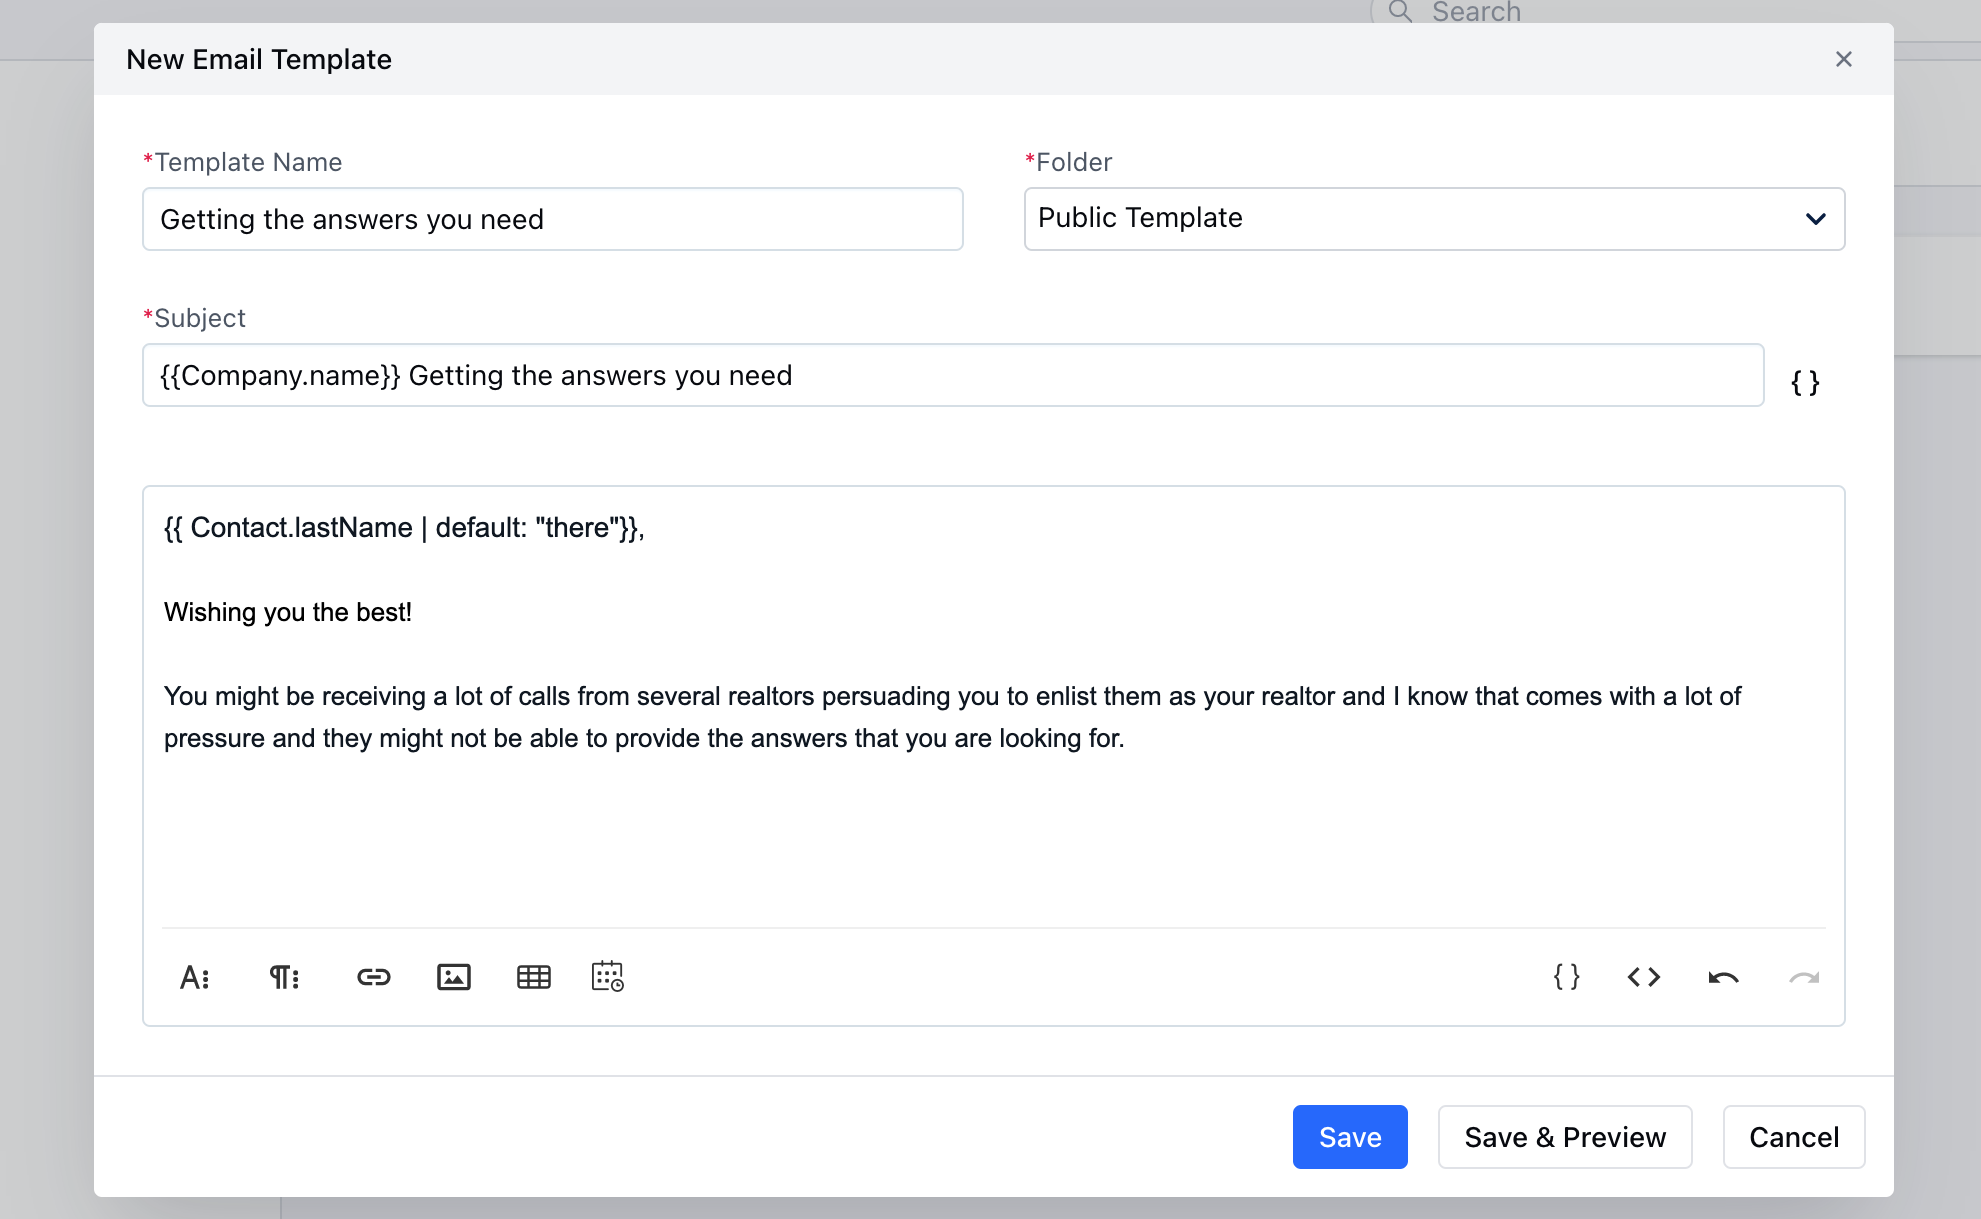 Search
New Email Template
*Template Name
*Folder
Getting the answers you need
Public Template
*Subject
{{Company.name}} Getting the answers you need
{ }
{{ Contact.lastName | default: "there"}},
Wishing you the best!
You might be receiving a lot of calls from several realtors persuading you to enlist them as your realtor and I know that comes with a lot of
pressure and they might not be able to provide the answers that you are looking for.
Save
Save & Preview
Cancel